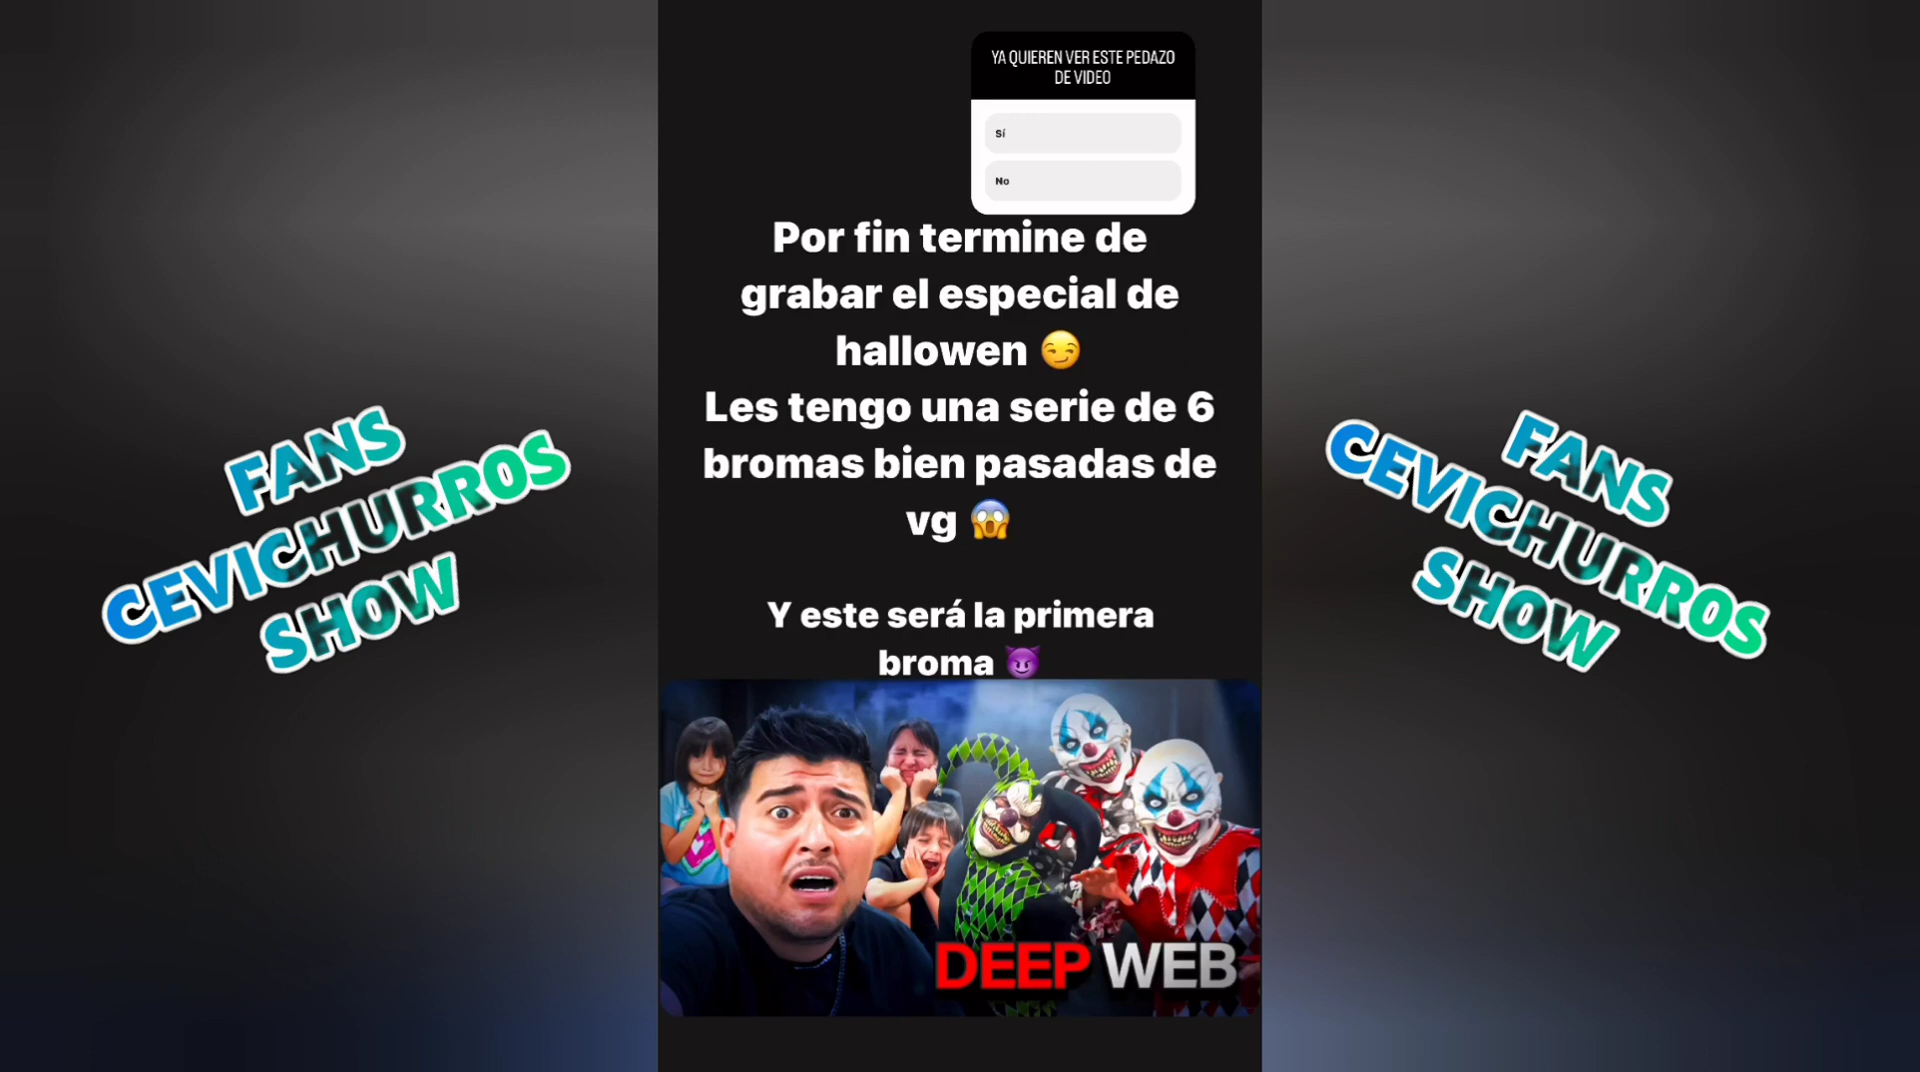 YA QUIEREN VER ESTE PEDAZO
DE VIDEO
Sí
No
Por fin termine de
grabar el especial de
hallowen 😏
Les tengo una serie de 6
bromas bien pasadas de
vg 😱
Y este será la primera
broma 😈
DEEP WEB
FANS
CEVICHURROS
SHOW
FANS
CEVICHURROS
SHOW